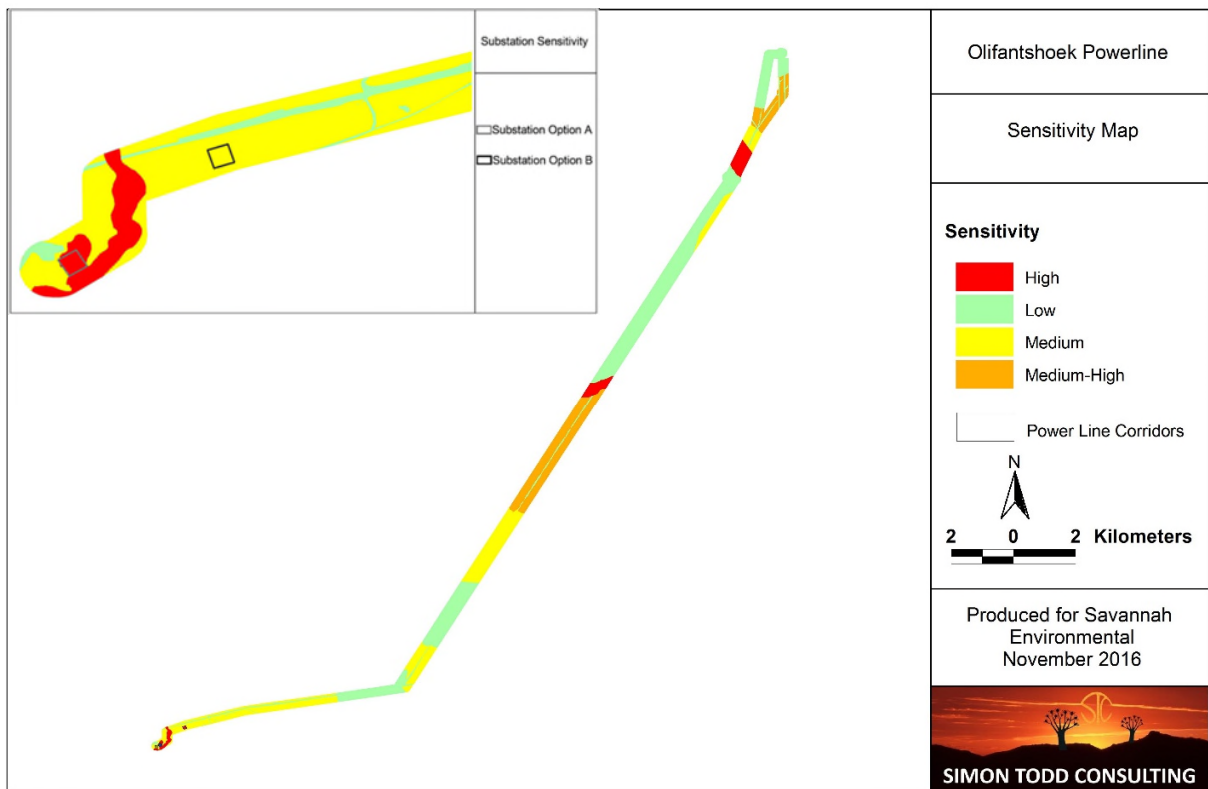 Substation Sensitivity
Substation Option A
Substation Option B
Olifantshoek Powerline
Sensitivity Map
Sensitivity
High
Low
Medium
Medium-High
Power Line Corridors
N
2 0 2 Kilometers
Produced for Savannah
Environmental
November 2016
STC
SIMON TODD CONSULTING